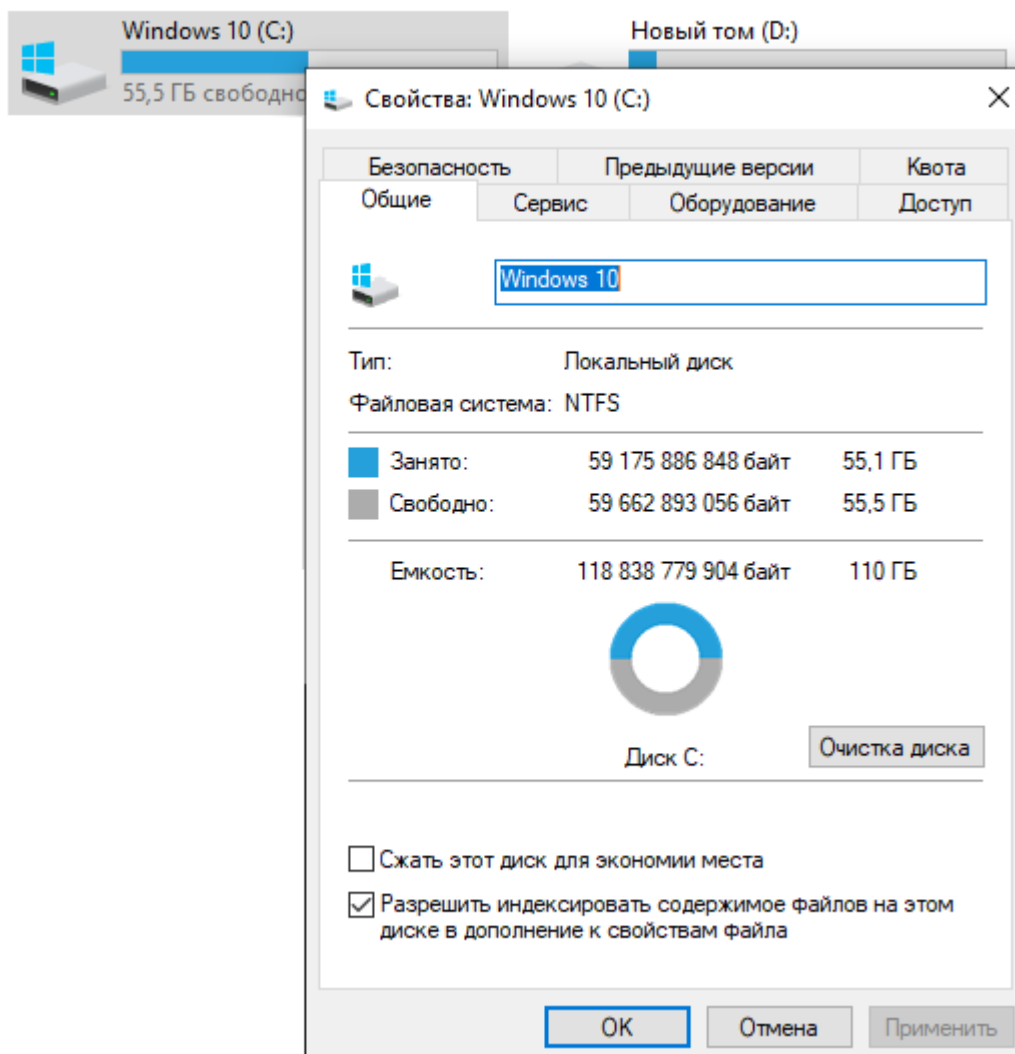 Windows 10 (C:)
Новый том (D:)
55,5 ГБ свободно
Свойства: Windows 10 (C:)
Безопасность Предыдущие версии Квота
Общие Сервис Оборудование Доступ
Windows 10
Тип: Локальный диск
Файловая система: NTFS
Занято: 59 175 886 848 байт 55,1 ГБ
Свободно: 59 662 893 056 байт 55,5 ГБ
Емкость: 118 838 779 904 байт 110 ГБ
Диск C:
Очистка диска
Сжать этот диск для экономии места
Разрешить индексировать содержимое файлов на этом
диске в дополнение к свойствам файла
OK Отмена Применить